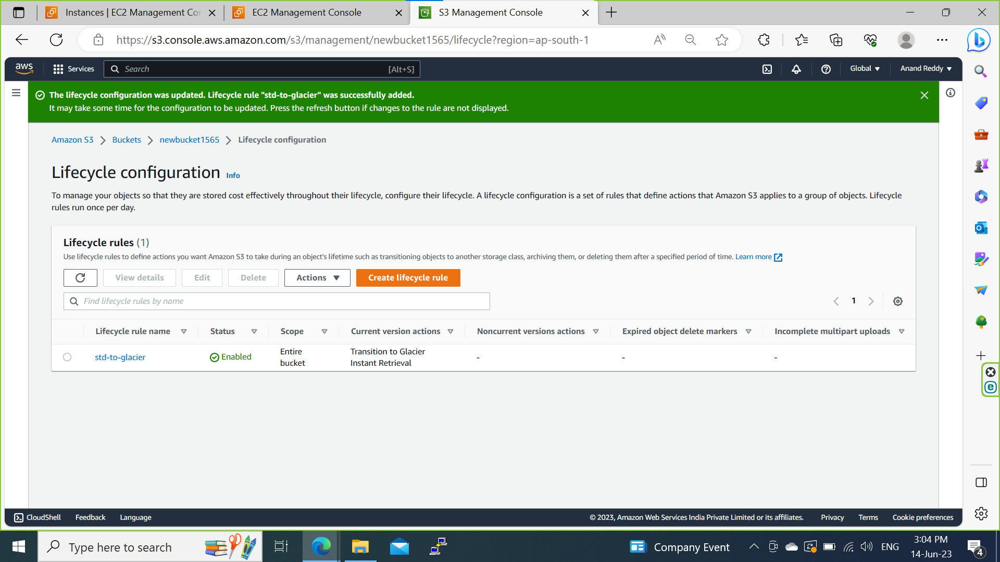 Instances | EC2 Management Cor
EC2 Management Console
S3 Management Console
https://s3.console.aws.amazon.com/s3/management/newbucket1565/lifecycle?region=ap-south-1
aws
Services
Search
[Alt+S]
Global
Anand Reddy
The lifecycle configuration was updated. Lifecycle rule "std-to-glacier" was successfully added.
It may take some time for the configuration to be updated. Press the refresh button if changes to the rule are not displayed.
Amazon S3
Buckets
newbucket1565
Lifecycle configuration
Lifecycle configuration Info
To manage your objects so that they are stored cost effectively throughout their lifecycle, configure their lifecycle. A lifecycle configuration is a set of rules that define actions that Amazon S3 applies to a group of objects. Lifecycle
rules run once per day.
Lifecycle rules (1)
Use lifecycle rules to define actions you want Amazon S3 to take during an object's lifetime such as transitioning objects to another storage class, archiving them, or deleting them after a specified period of time. Learn more
View details
Edit
Delete
Actions
Create lifecycle rule
Find lifecycle rules by name
1
Lifecycle rule name
Status
Scope
Current version actions
Noncurrent versions actions
Expired object delete markers
Incomplete multipart uploads
std-to-glacier
Enabled
Entire
bucket
Transition to Glacier
Instant Retrieval
-
-
-
CloudShell
Feedback
Language
© 2023, Amazon Web Services India Private Limited or its affiliates.
Privacy
Terms
Cookie preferences
Type here to search
Company Event
ENG
3:04 PM
14-Jun-23
4